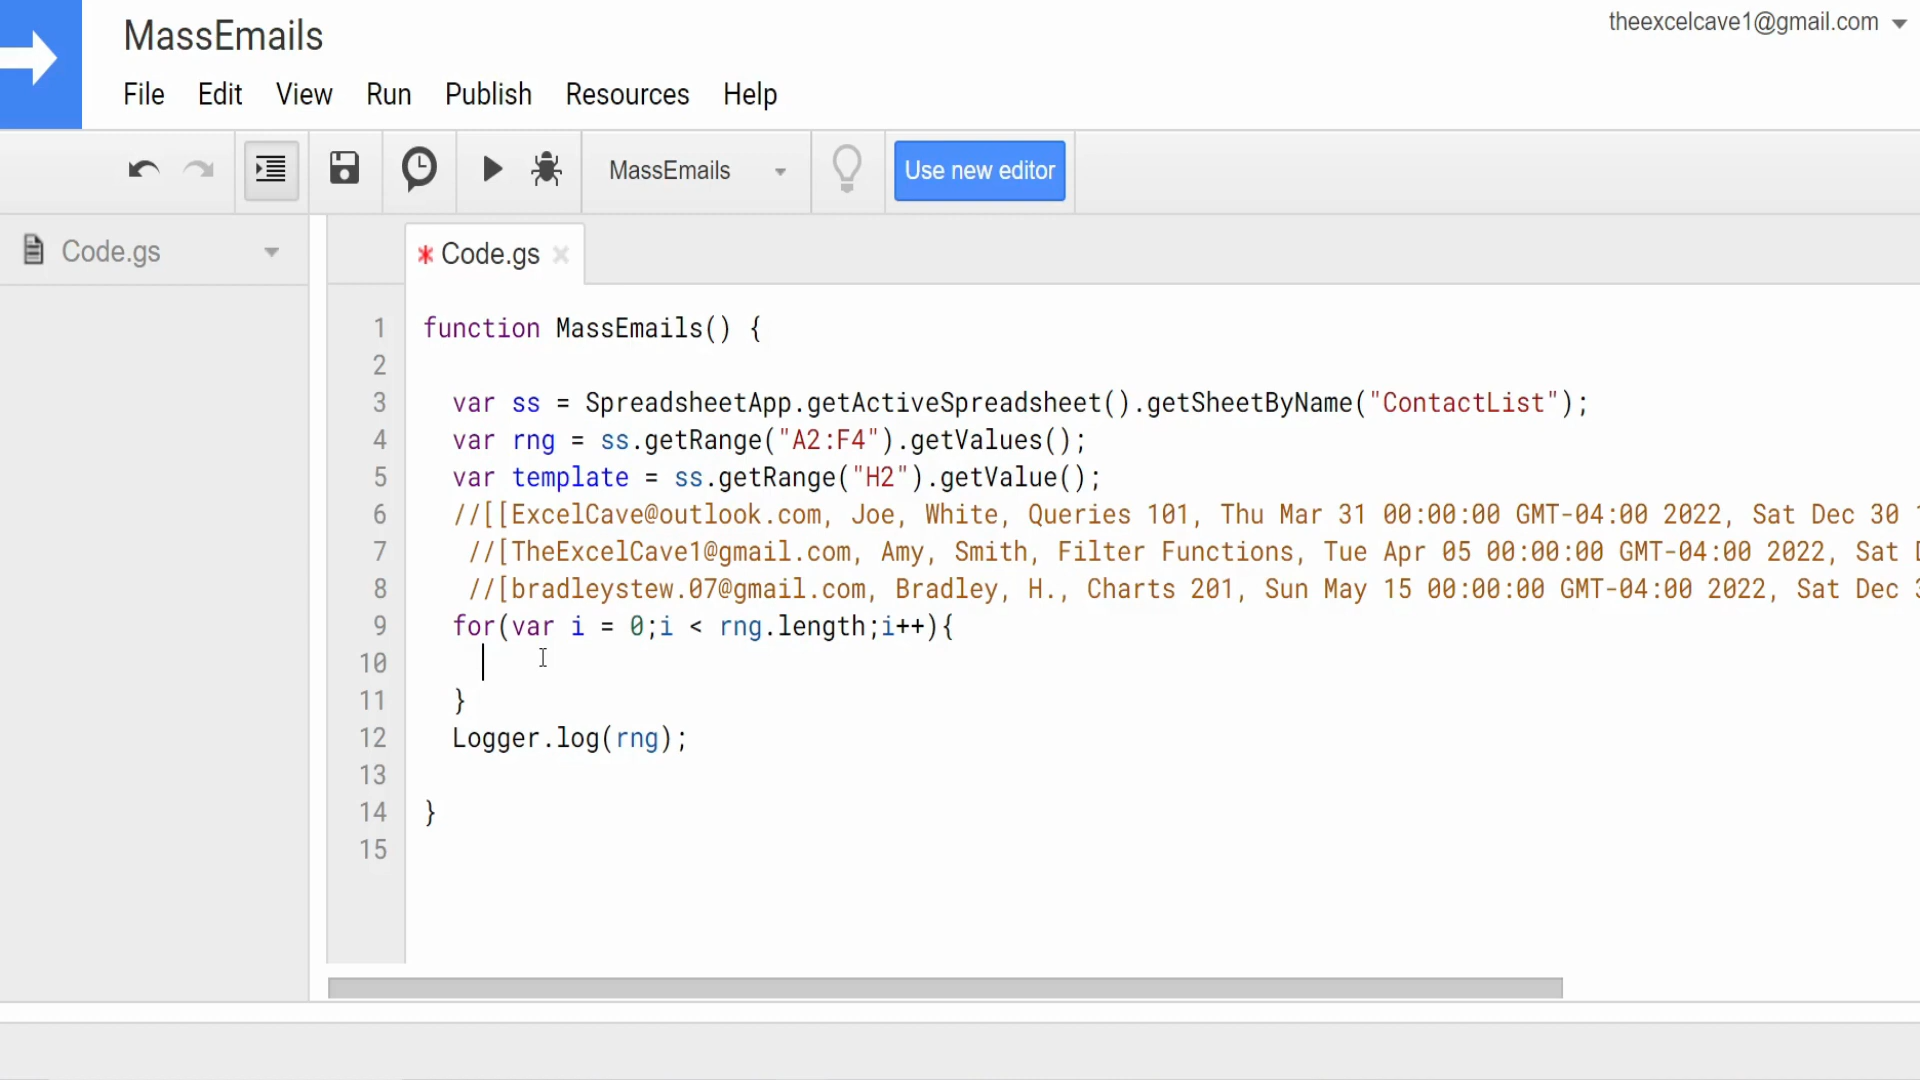 MassEmails
theexcelcave1@gmail.com
File Edit View Run Publish Resources Help
MassEmails
Use new editor
Code.gs
* Code.gs
1 function MassEmails() {
2
3 var ss = SpreadsheetApp.getActiveSpreadsheet().getSheetByName("ContactList");
4 var rng = ss.getRange("A2:F4").getValues();
5 var template = ss.getRange("H2").getValue();
6 //[[ExcelCave@outlook.com, Joe, White, Queries 101, Thu Mar 31 00:00:00 GMT-04:00 2022, Sat Dec 30
7 //[TheExcelCave1@gmail.com, Amy, Smith, Filter Functions, Tue Apr 05 00:00:00 GMT-04:00 2022, Sat
8 //[bradleystew.07@gmail.com, Bradley, H., Charts 201, Sun May 15 00:00:00 GMT-04:00 2022, Sat Dec
9 for(var i = 0;i < rng.length;i++){
10
11 }
12 Logger.log(rng);
13
14 }
15